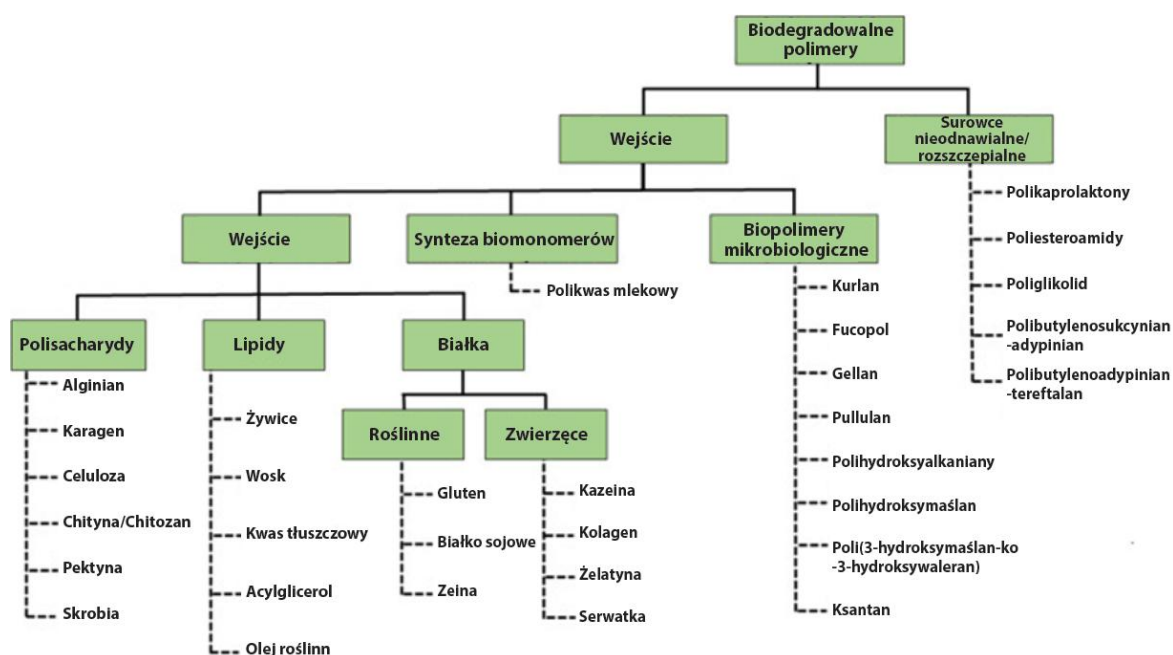 Biodegradowalne
polimery
Wejście
Surowce
nieodnawialne/
rozszczepialne
Wejście
Synteza biomonomerów
Biopolimery
mikrobiologiczne
Polikwas mlekowy
Polisacharydy
Lipidy
Białka
Alginian
Karagen
Celuloza
Chityna/Chitozan
Pektyna
Skrobia
Żywice
Wosk
Kwas tłuszczowy
Acylglicerol
Olej roślinn
Roślinne
Zwierzęce
Gluten
Białko sojowe
Zeina
Kazeina
Kolagen
Żelatyna
Serwatka
Kurlan
Fucopol
Gellan
Pullulan
Polihydroksyalkaniany
Polihydroksymaślan
Poli(3-hydroksymaślan-ko
-3-hydroksywaleran)
Ksantan
Polikaprolaktony
Poliesteroamidy
Poliglikolid
Polibutylenosukcynian
-adypinian
Polibutylenoadypinian
-tereftalan